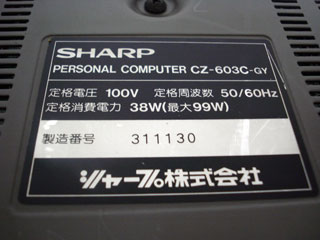 SHARP
PERSONAL COMPUTER CZ-603C-GY
定格電圧 100V 定格周波数 50/60Hz
定格消費電力 38W(最大99W)
製造番号 311130
シャープ株式会社